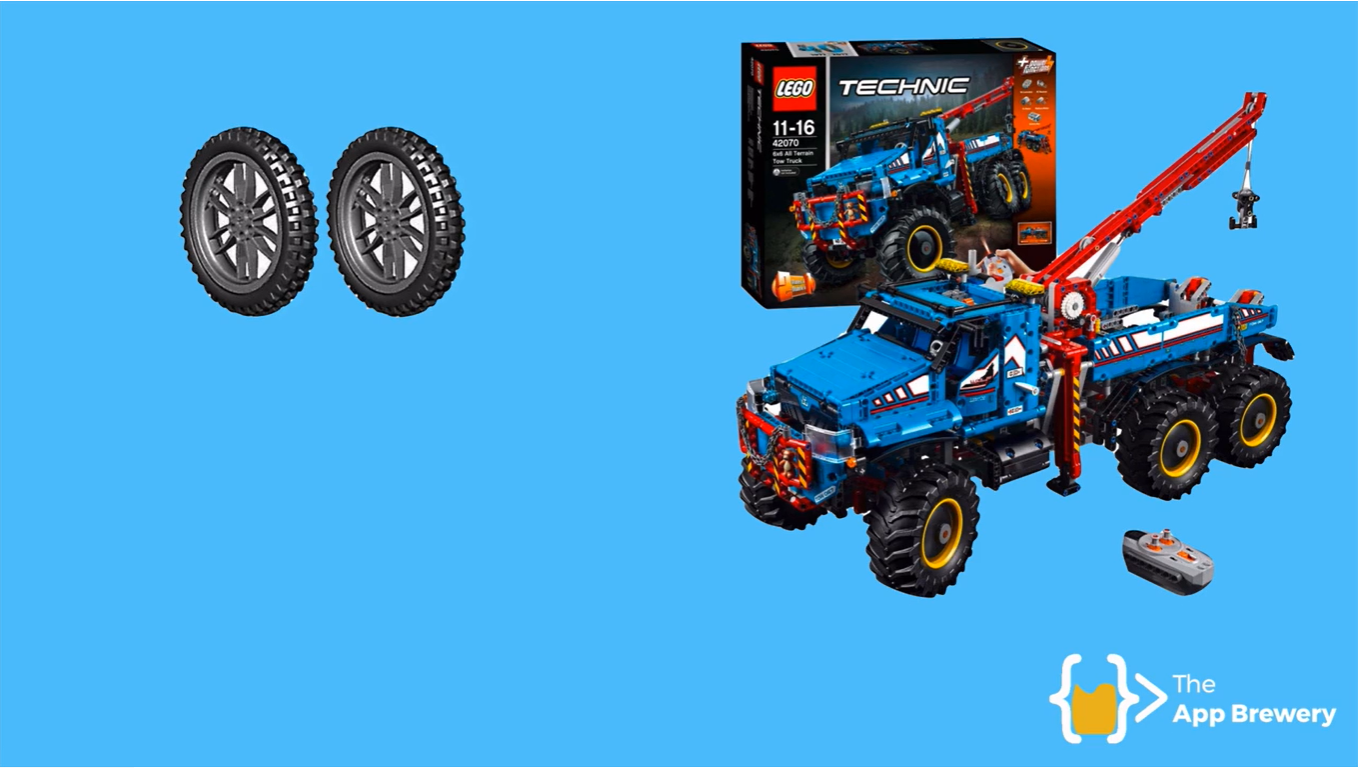 LEGO
TECHNIC
11-16
42070
6x6 All Terrain
Tow Truck
The
App Brewery